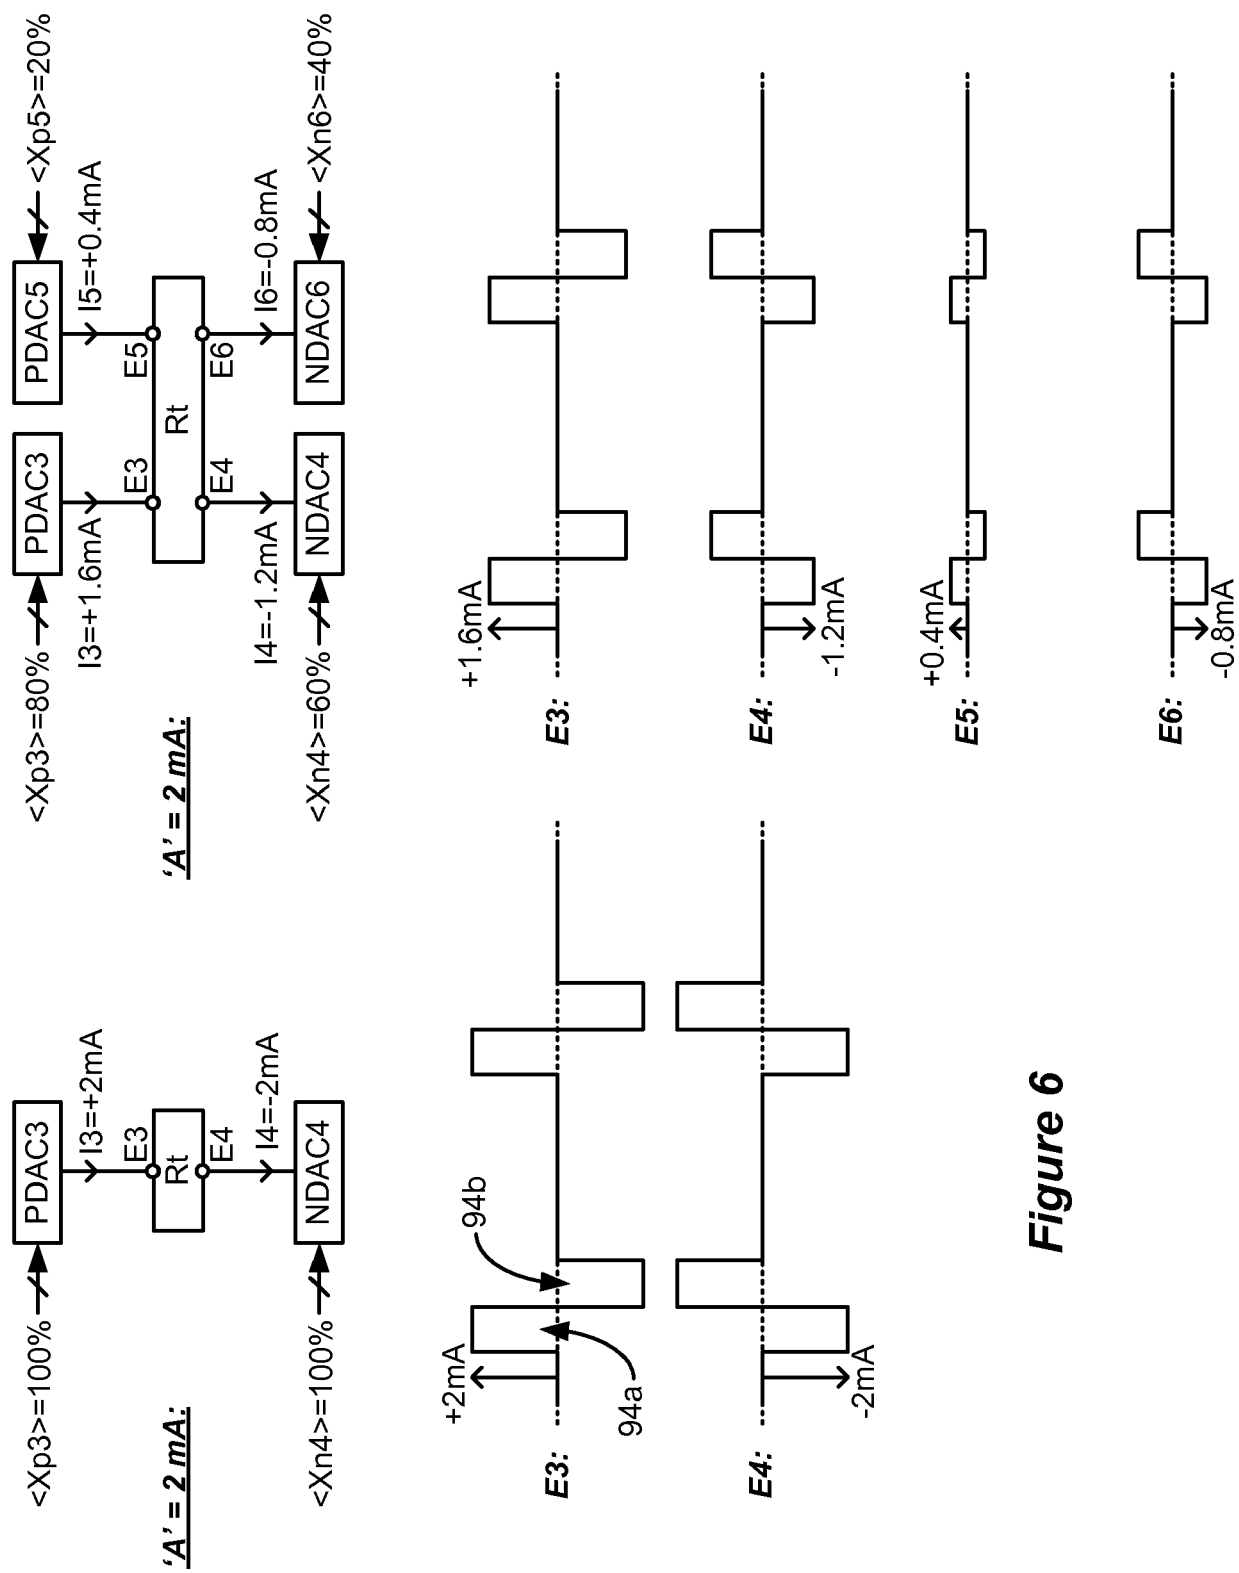 <Xp3>=100%
PDAC3
I3=+2mA
'A' = 2 mA:
E3
Rt
E4
I4=-2mA
<Xn4>=100%
NDAC4
+2mA
94b
E3:
94a
E4:
-2mA
<Xp3>=80%
PDAC3
PDAC5
<Xp5>=20%
I3=+1.6mA
I5=+0.4mA
'A' = 2 mA:
E3
E5
Rt
E4
E6
I4=-1.2mA
I6=-0.8mA
<Xn4>=60%
NDAC4
NDAC6
<Xn6>=40%
+1.6mA
E3:
E4:
-1.2mA
+0.4mA
E5:
E6:
-0.8mA
Figure 6